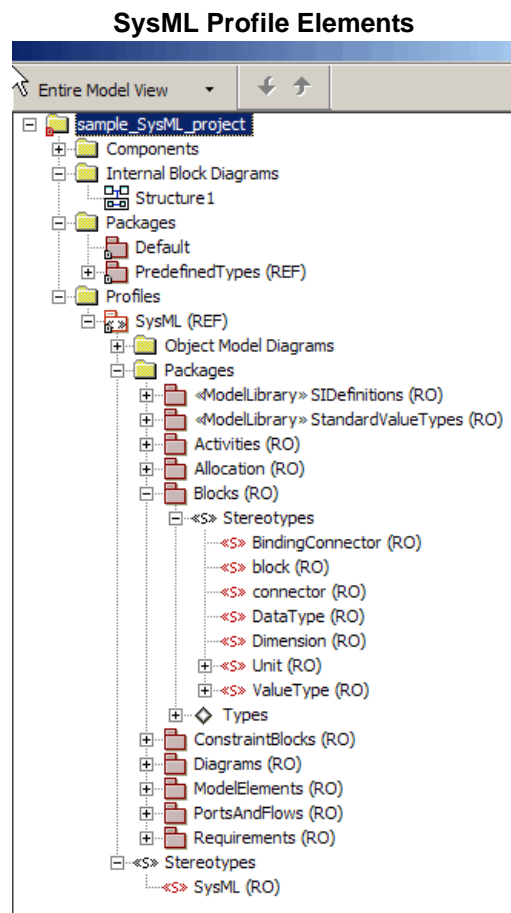 SysML Profile Elements
Entire Model View
sample_SysML_project
Components
Internal Block Diagrams
Structure1
Packages
Default
PredefinedTypes (REF)
Profiles
SysML (REF)
Object Model Diagrams
Packages
«ModelLibrary» SIDefinitions (RO)
«ModelLibrary» StandardValueTypes (RO)
Activities (RO)
Allocation (RO)
Blocks (RO)
«S» Stereotypes
«S» BindingConnector (RO)
«S» block (RO)
«S» connector (RO)
«S» DataType (RO)
«S» Dimension (RO)
«S» Unit (RO)
«S» ValueType (RO)
Types
ConstraintBlocks (RO)
Diagrams (RO)
ModelElements (RO)
PortsAndFlows (RO)
Requirements (RO)
«S» Stereotypes
«S» SysML (RO)